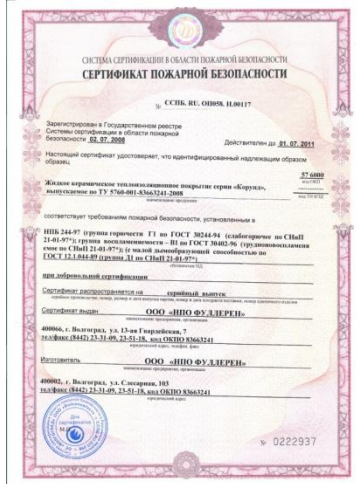 СИСТЕМА СЕРТИФИКАЦИИ В ОБЛАСТИ ПОЖАРНОЙ БЕЗОПАСНОСТИ
СЕРТИФИКАТ ПОЖАРНОЙ БЕЗОПАСНОСТИ
№ ССПБ. RU. ОП058. Н.00117
Зарегистрирован в Государственном реестре
Системы сертификации в области пожарной
безопасности 02. 07. 2008
Действителен до 01. 07. 2011
Настоящий сертификат удостоверяет, что идентифицированный надлежащим образом
образец
57 6000
Жидкое керамическое теплоизоляционное покрытие серии «Корунд»,
выпускаемое по ТУ 5760-001-83663241-2008
соответствует требованиям пожарной безопасности, установленным в
НПБ 244-97 (группа горючести Г1 по ГОСТ 30244-94 (слабогорючие по СНиП
21-01-97*); группа воспламеняемости – В1 по ГОСТ 30402-96 (трудновоспламеня
емое по СНиП 21-01-97*); (с малой дымообразующей способностью по
ГОСТ 12.1.044-89 (группа Д1 по СНиП 21-01-97*)
при добровольной сертификации
Сертификат распространяется на серийный выпуск
Сертификат выдан ООО «НПО ФУЛЛЕРЕН»
400066, г. Волгоград, ул. 13-ая Гвардейская, 7
тел/факс (8442) 23-31-09, 23-51-18, код ОКПО 83663241
Изготовитель ООО «НПО ФУЛЛЕРЕН»
400002, г. Волгоград, ул. Слесарная, 103
тел/факс (8442) 23-31-09, 23-51-18, код ОКПО 83663241
Для
сертификатов
М.П.
№ 0222937